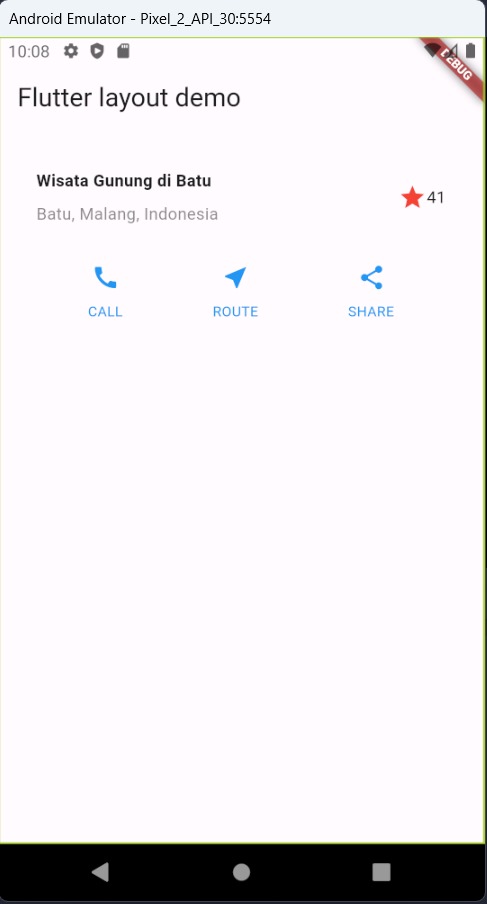 Android Emulator - Pixel_2_API_30:5554
10:08
DEBUG
Flutter layout demo
Wisata Gunung di Batu
Batu, Malang, Indonesia
41
CALL ROUTE SHARE